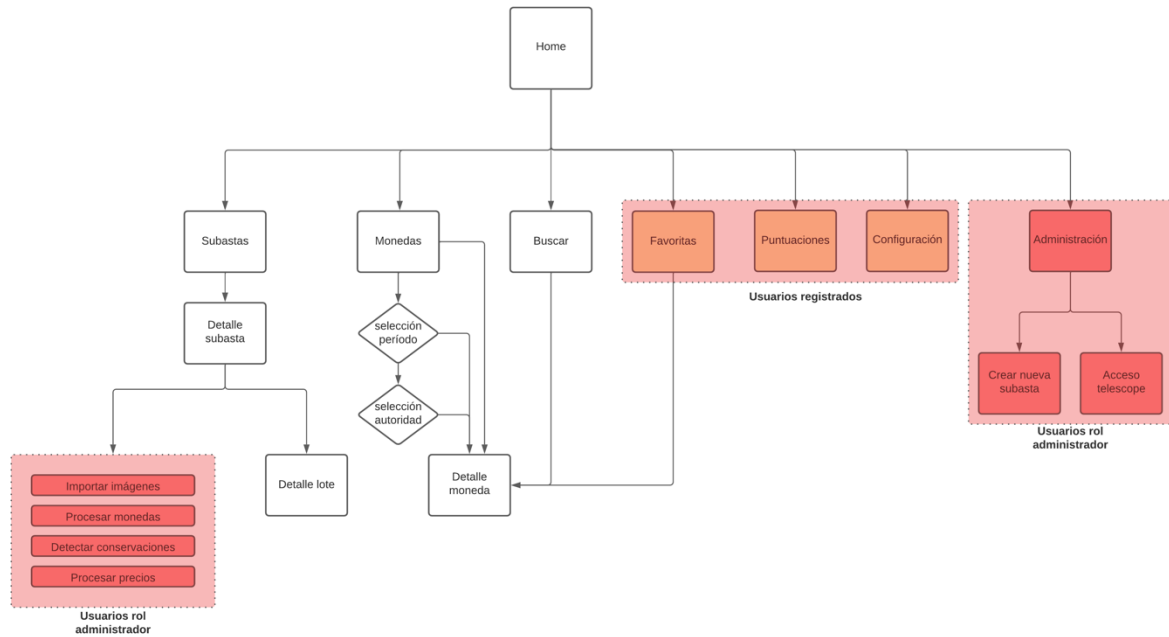 Home
Subastas
Monedas
Buscar
Favoritas
Puntuaciones
Configuración
Administración
Usuarios registrados
Detalle
subasta
selección
período
Crear nueva
subasta
Acceso
telescope
selección
autoridad
Usuarios rol
administrador
Importar imágenes
Procesar monedas
Detectar conservaciones
Procesar precios
Detalle lote
Detalle
moneda
Usuarios rol
administrador